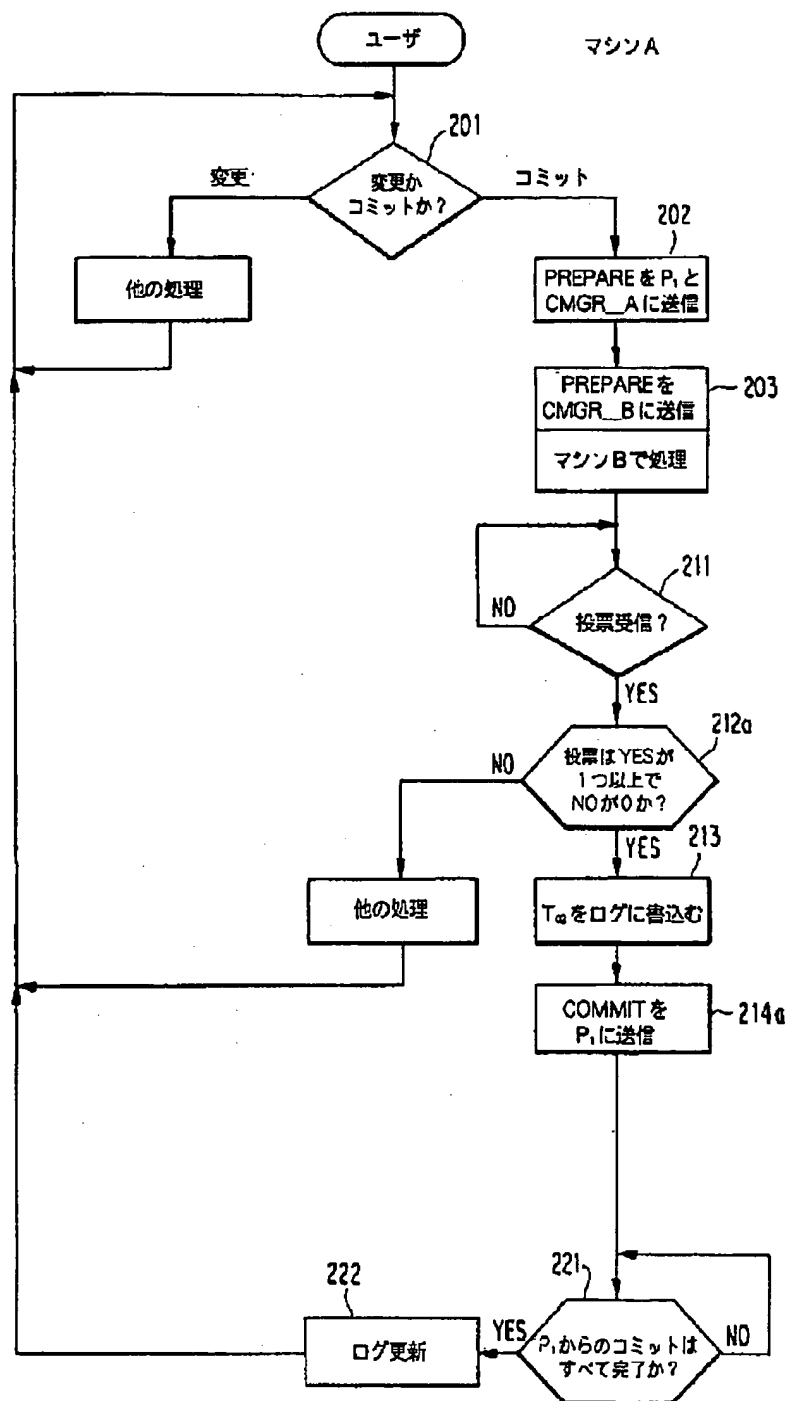 ユーザ
マシンA
201
変更か
コミットか？
変更
コミット
他の処理
202
PREPAREをP₁と
CMGR__Aに送信
203
PREPAREを
CMGR__Bに送信
マシンBで処理
211
投票受信？
NO
YES
212a
投票はYESが
1つ以上で
NOが0か？
NO
YES
他の処理
213
をログに書込む
214a
COMMITを
P₁に送信
221
P₁からのコミットは
すべて完了か？
NO
YES
222
ログ更新